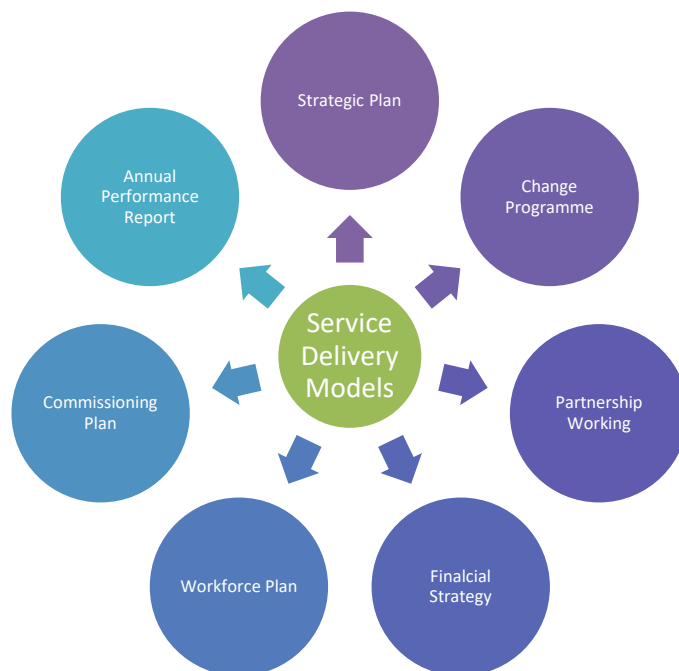 Strategic Plan
Change
Programme
Partnership
Working
Finalcial
Strategy
Workforce Plan
Commissioning
Plan
Annual
Performance
Report
Service
Delivery
Models